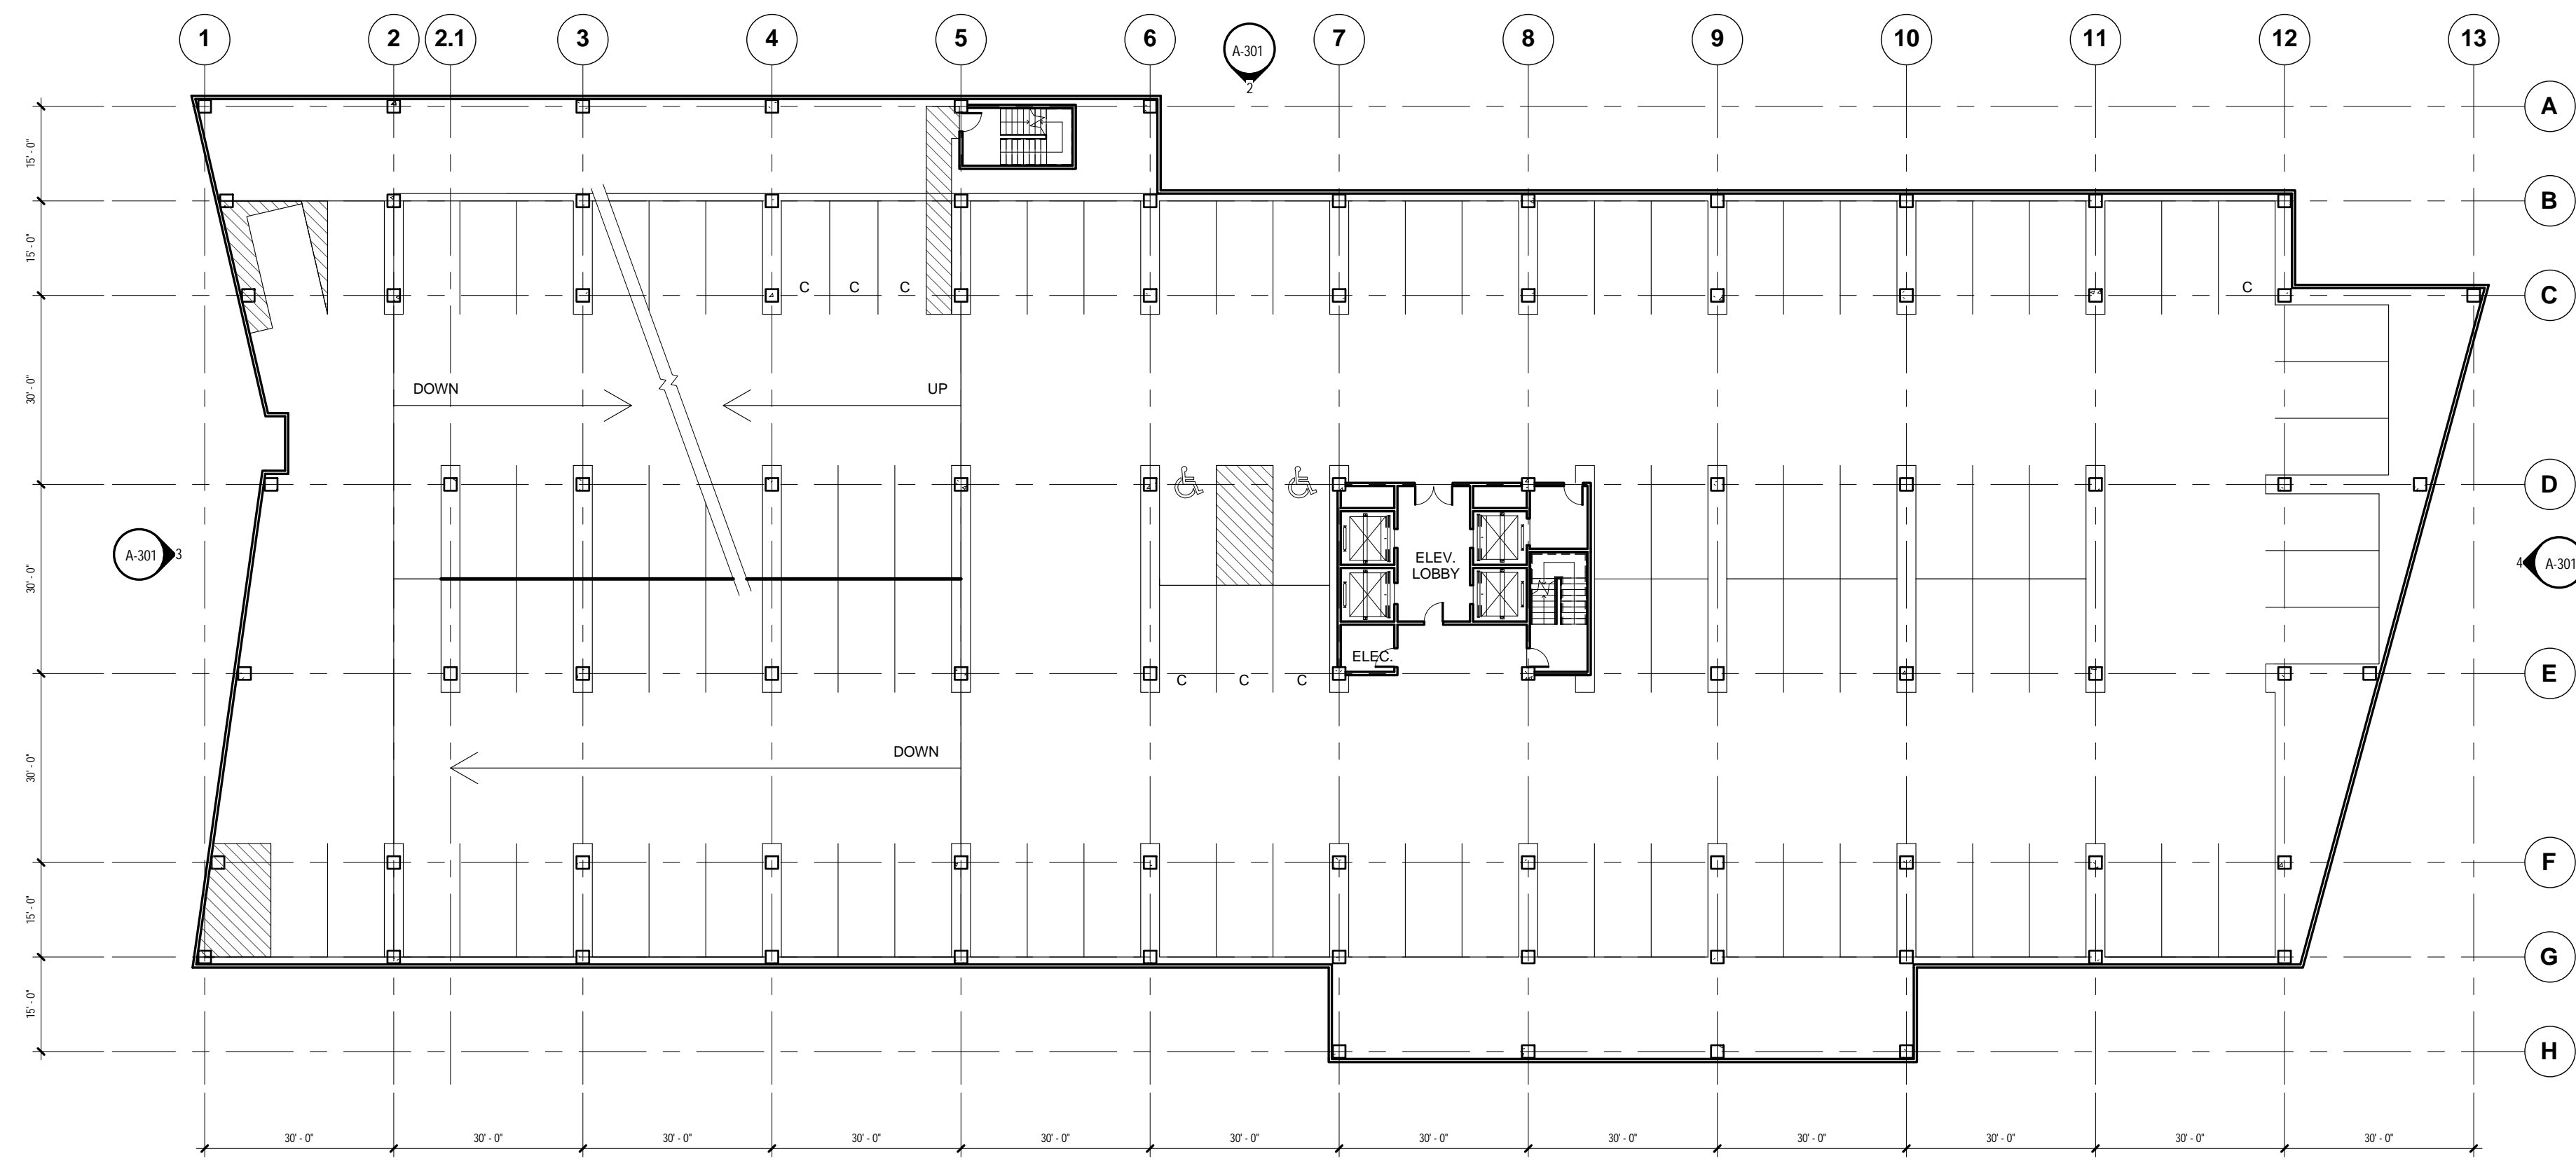 1 2 2.1 3 4 5 6 7 8 9 10 11 12 13
A-301
2
A
15' - 0"
B
15' - 0"
C
C C C C
30' - 0"
DOWN UP
D
A-301 3
30' - 0"
ELEV.
LOBBY
4 A-301
ELEC.
E
C C C
30' - 0"
DOWN
F
15' - 0"
G
15' - 0"
H
30' - 0" 30' - 0" 30' - 0" 30' - 0" 30' - 0" 30' - 0" 30' - 0" 30' - 0" 30' - 0" 30' - 0" 30' - 0" 30' - 0"